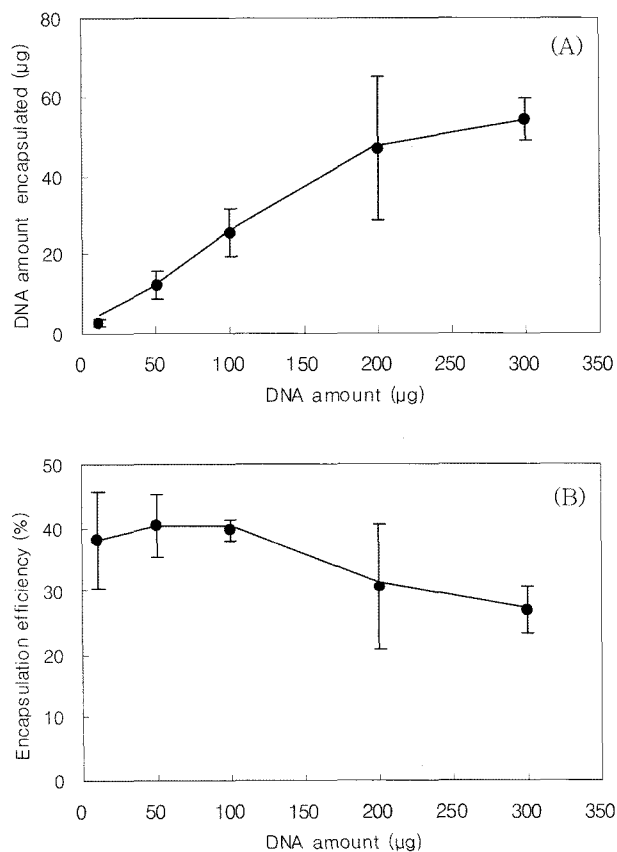 80
60
40
20
0
DNA amount encapsulated (µg)
(A)
0 50 100 150 200 250 300 350
DNA amount (µg)
50
40
30
20
10
0
Encapsulation efficiency (%)
(B)
0 50 100 150 200 250 300 350
DNA amount (µg)